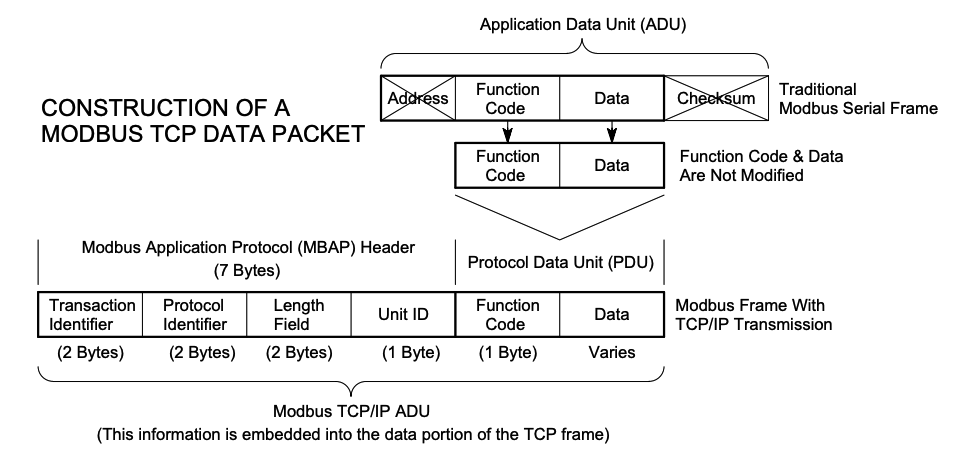 Application Data Unit (ADU)
CONSTRUCTION OF A
MODBUS TCP DATA PACKET
Address
Function
Code
Data
Checksum
Traditional
Modbus Serial Frame
Function
Code
Data
Function Code & Data
Are Not Modified
Modbus Application Protocol (MBAP) Header
(7 Bytes)
Protocol Data Unit (PDU)
Transaction
Identifier
Protocol
Identifier
Length
Field
Unit ID
Function
Code
Data
Modbus Frame With
TCP/IP Transmission
(2 Bytes)
(2 Bytes)
(2 Bytes)
(1 Byte)
(1 Byte)
Varies
Modbus TCP/IP ADU
(This information is embedded into the data portion of the TCP frame)